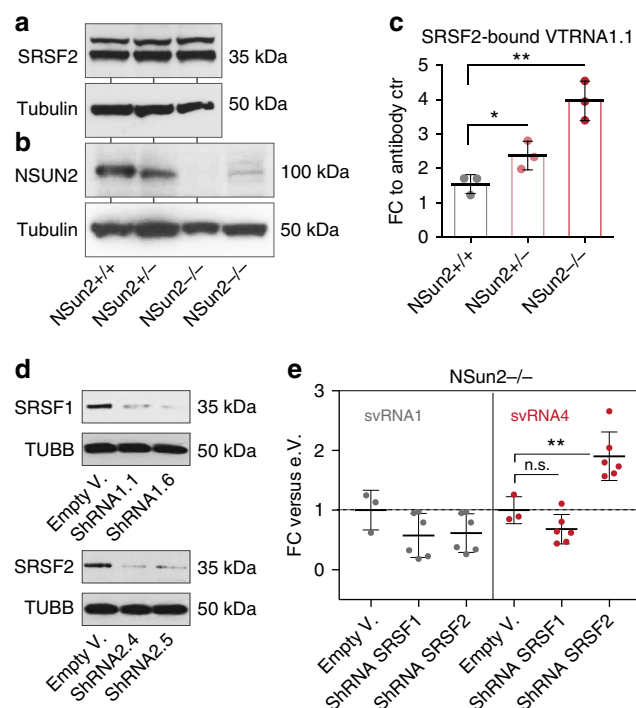 a
SRSF2
35 kDa
Tubulin
50 kDa
b
NSUN2
100 kDa
Tubulin
50 kDa
NSun2+/+
NSun2+/–
NSun2–/–
NSun2–/–
c
SRSF2-bound VTRNA1.1
FC to antibody ctr
5
4
3
2
1
0
**
*
NSun2+/+
NSun2+/–
NSun2–/–
d
SRSF1
35 kDa
TUBB
50 kDa
Empty V.
ShRNA1.1
ShRNA1.6
SRSF2
35 kDa
TUBB
50 kDa
Empty V.
ShRNA2.4
ShRNA2.5
e
NSun2–/–
FC versus e.V.
3
2
1
0
svRNA1
svRNA4
**
n.s.
Empty V.
ShRNA SRSF1
ShRNA SRSF2
Empty V.
ShRNA SRSF1
ShRNA SRSF2